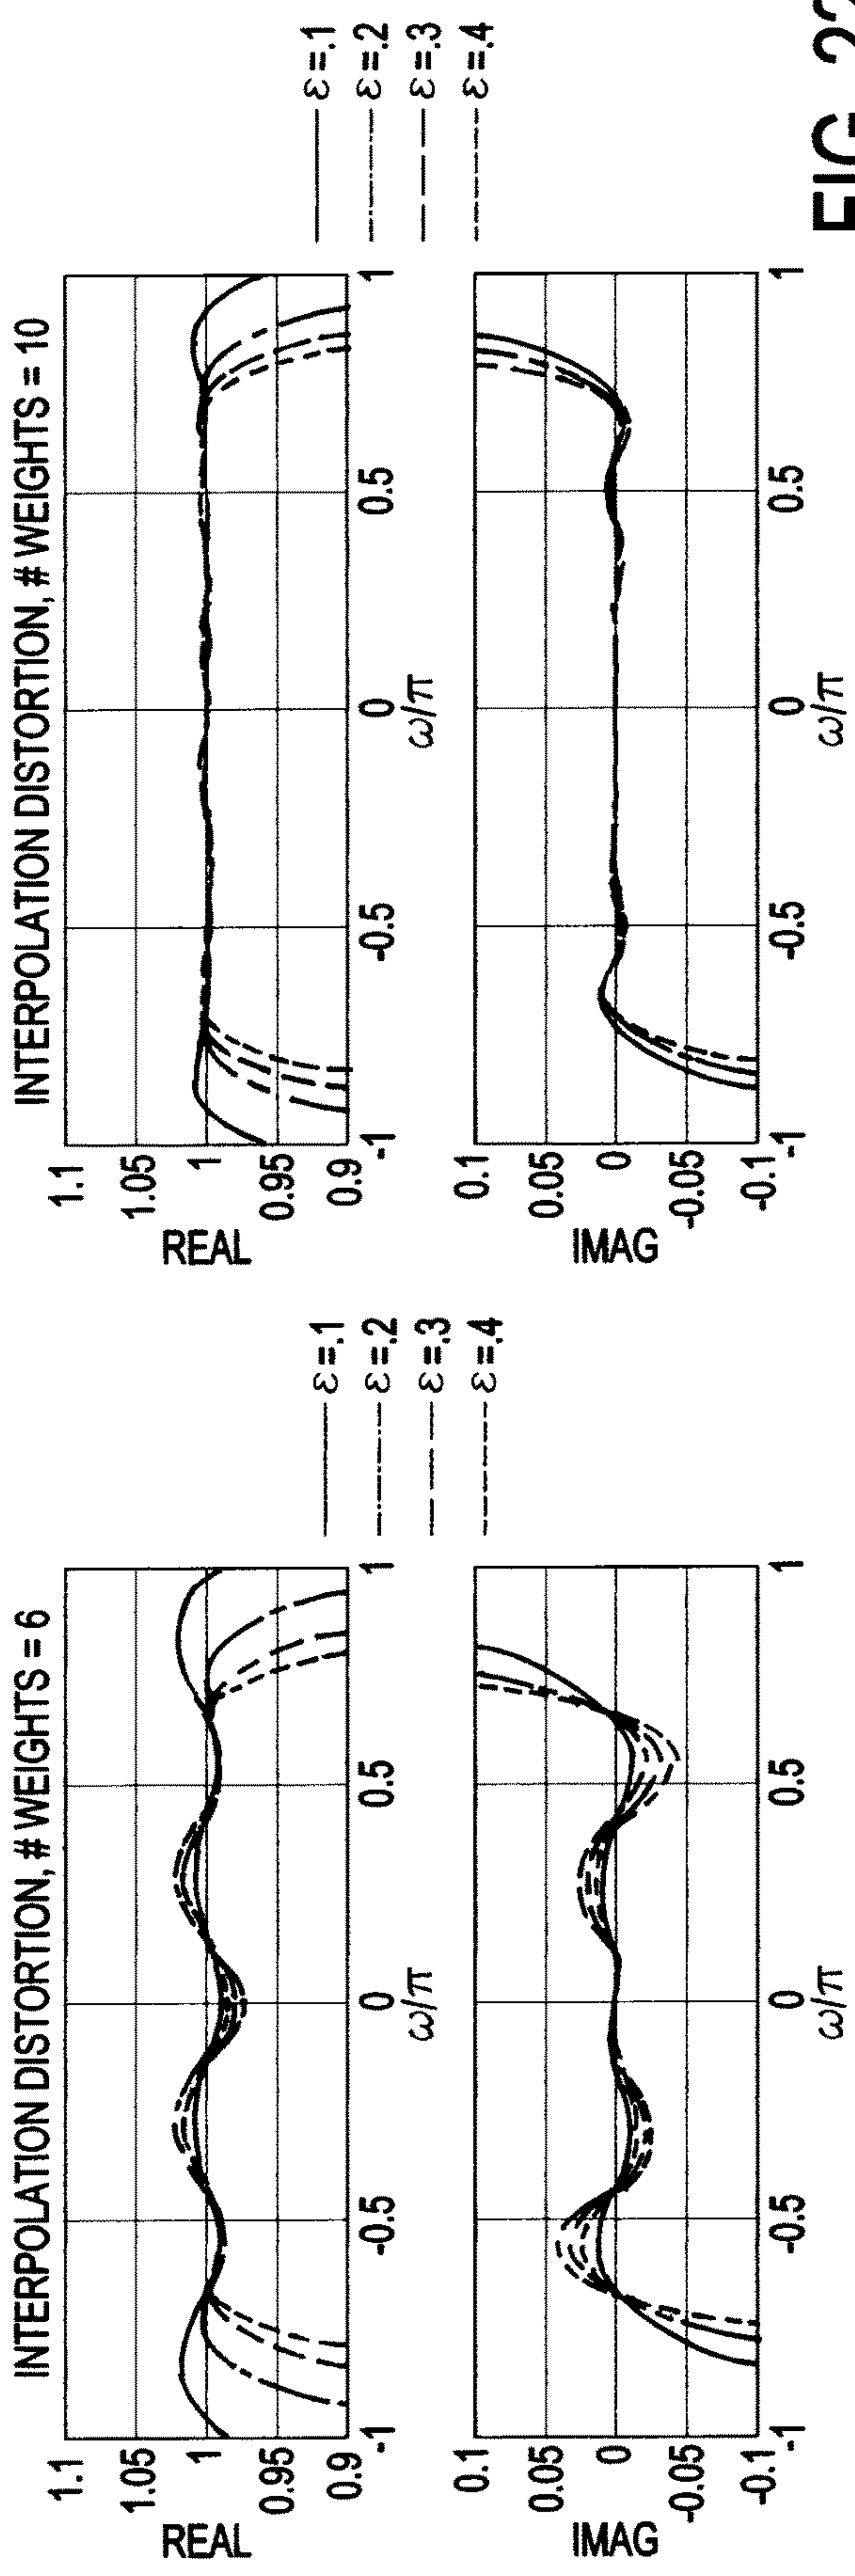 INTERPOLATION DISTORTION, # WEIGHTS = 6
1.1
1.05
1
0.95
0.9
REAL
-1
-0.5
0
0.5
1
ω/π
ε=.1
ε=.2
ε=.3
ε=.4
0.1
0.05
0
-0.05
-0.1
IMAG
-1
-0.5
0
0.5
1
ω/π
INTERPOLATION DISTORTION, # WEIGHTS = 10
1.1
1.05
1
0.95
0.9
REAL
-1
-0.5
0
0.5
1
ω/π
ε=.1
ε=.2
ε=.3
ε=.4
0.1
0.05
0
-0.05
-0.1
IMAG
-1
-0.5
0
0.5
1
ω/π
FIG. 22